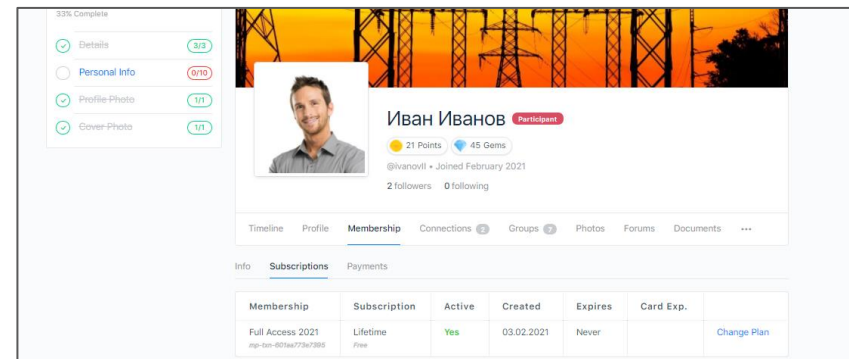 33% Complete
Details 3/3
Personal Info 0/10
Profile Photo 1/1
Cover Photo 1/1
Иван Иванов Participant
21 Points 45 Gems
@ivanovII • Joined February 2021
2 followers 0 following
Timeline Profile Membership Connections 2 Groups 7 Photos Forums Documents •••
Info Subscriptions Payments
Membership Subscription Active Created Expires Card Exp.
Full Access 2021 Lifetime Yes 03.02.2021 Never Change Plan
mp-txn-601aa773e7395 Free